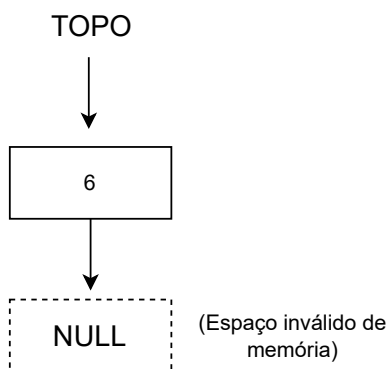 TOPO
6
NULL
(Espaço inválido de
memória)